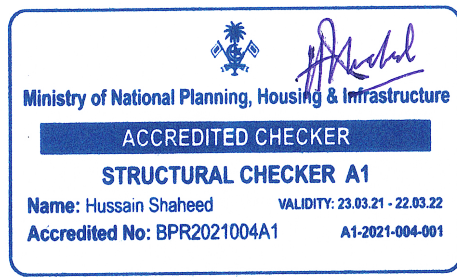 Ministry of National Planning, Housing & Infrastructure
ACCREDITED CHECKER
STRUCTURAL CHECKER A1
Name: Hussain Shaheed VALIDITY: 23.03.21 - 22.03.22
Accredited No: BPR2021004A1 A1-2021-004-001